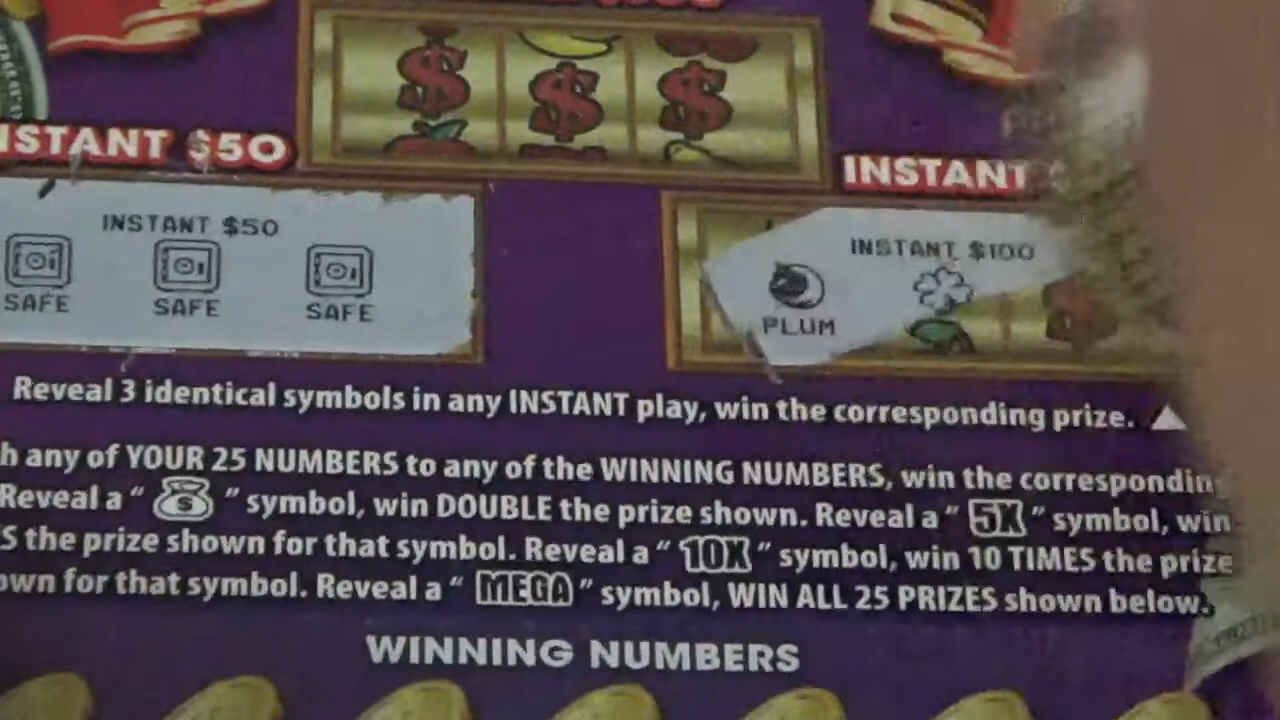 INSTANT $50
INSTANT
INSTANT $50
SAFE SAFE SAFE
INSTANT $100
PLUM
Reveal 3 identical symbols in any INSTANT play, win the corresponding prize.
any of YOUR 25 NUMBERS to any of the WINNING NUMBERS, win the corresponding
Reveal a " $ " symbol, win DOUBLE the prize shown. Reveal a " 5X " symbol, win
the prize shown for that symbol. Reveal a " 10X " symbol, win 10 TIMES the prize
for that symbol. Reveal a " MEGA " symbol, WIN ALL 25 PRIZES shown below.
WINNING NUMBERS